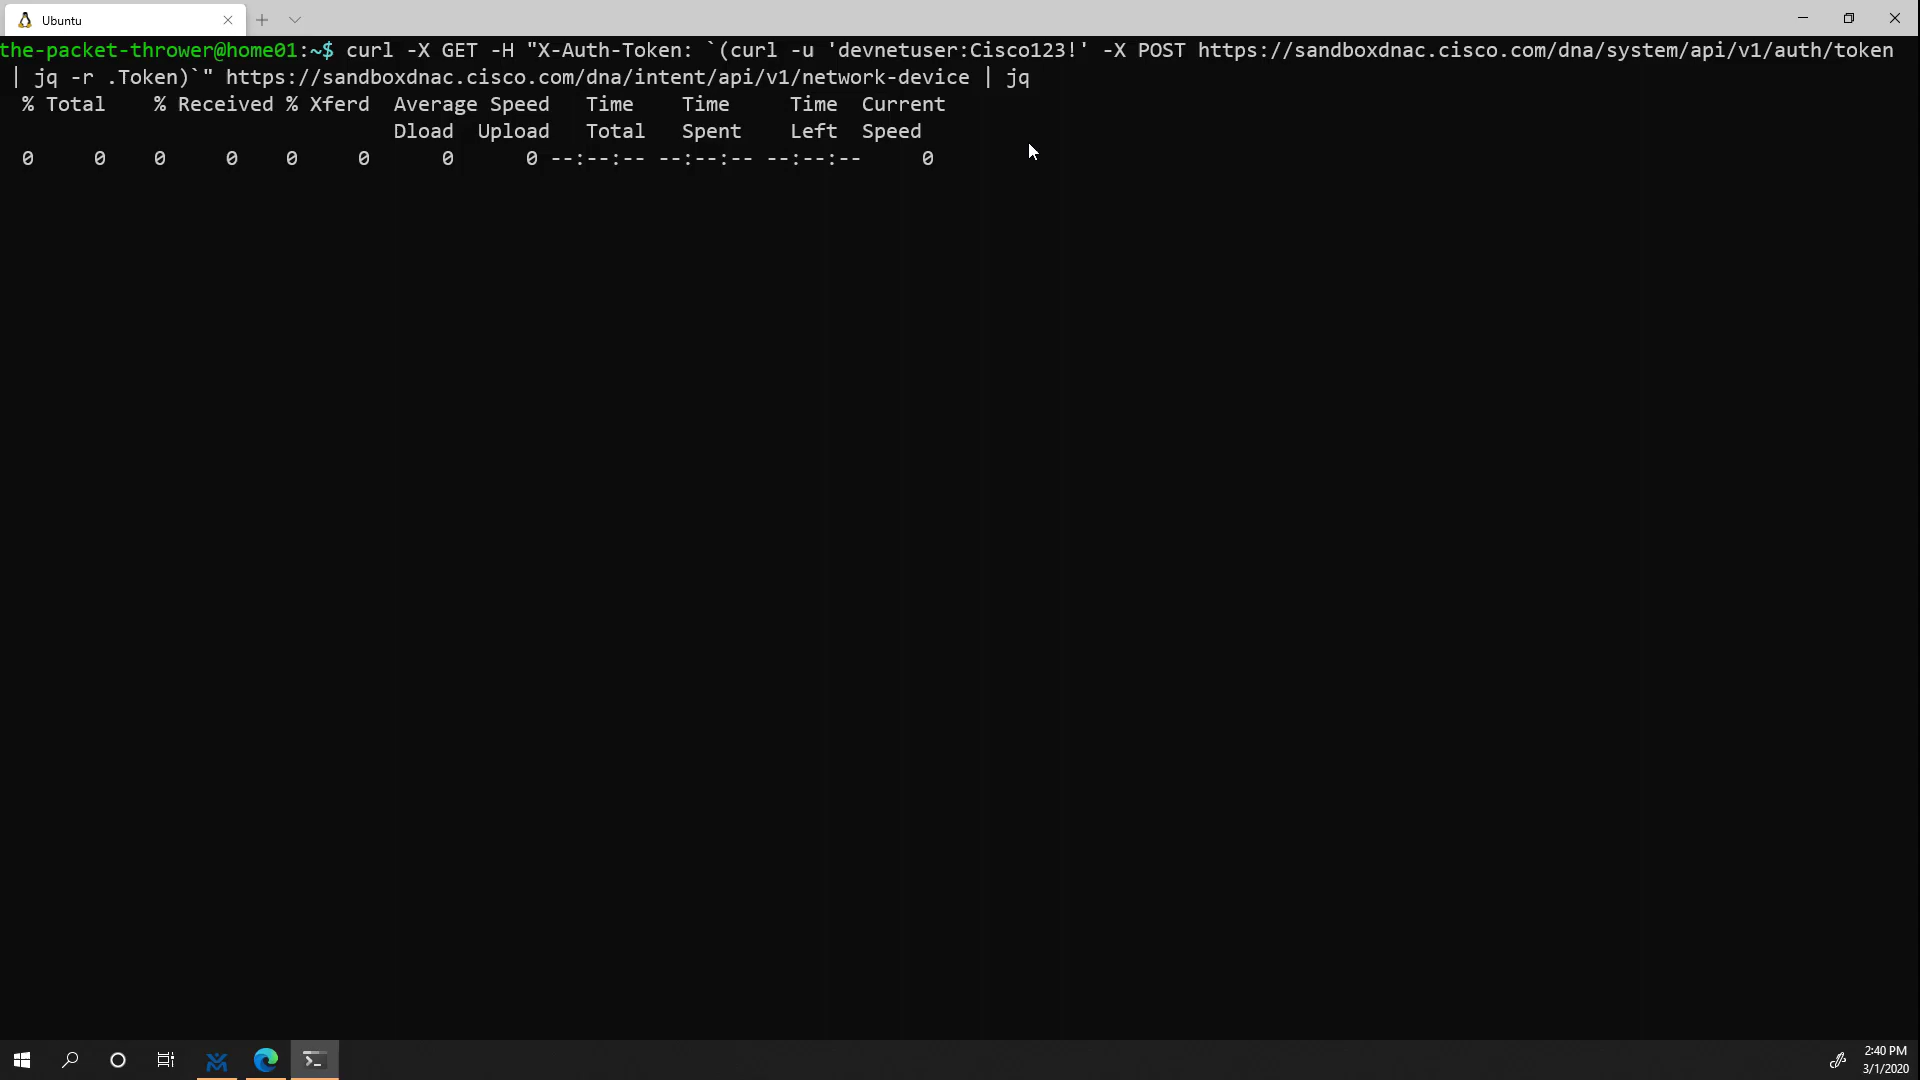 Ubuntu
the-packet-thrower@home01:~$ curl -X GET -H "X-Auth-Token: `(curl -u 'devnetuser:Cisco123!' -X POST https://sandboxdnac.cisco.com/dna/system/api/v1/auth/token
| jq -r .Token)`" https://sandboxdnac.cisco.com/dna/intent/api/v1/network-device | jq
% Total % Received % Xferd Average Speed Time Time Time Current
Dload Upload Total Spent Left Speed
0 0 0 0 0 0 0 0 --:--:-- --:--:-- --:--:-- 0
2:40 PM
3/1/2020